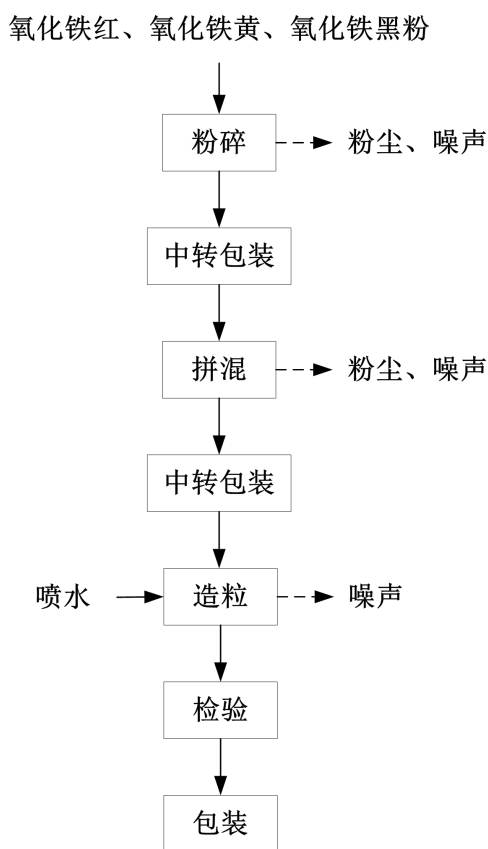 氧化铁红、氧化铁黄、氧化铁黑粉
粉碎
粉尘、噪声
中转包装
拼混
粉尘、噪声
中转包装
喷水
造粒
噪声
检验
包装